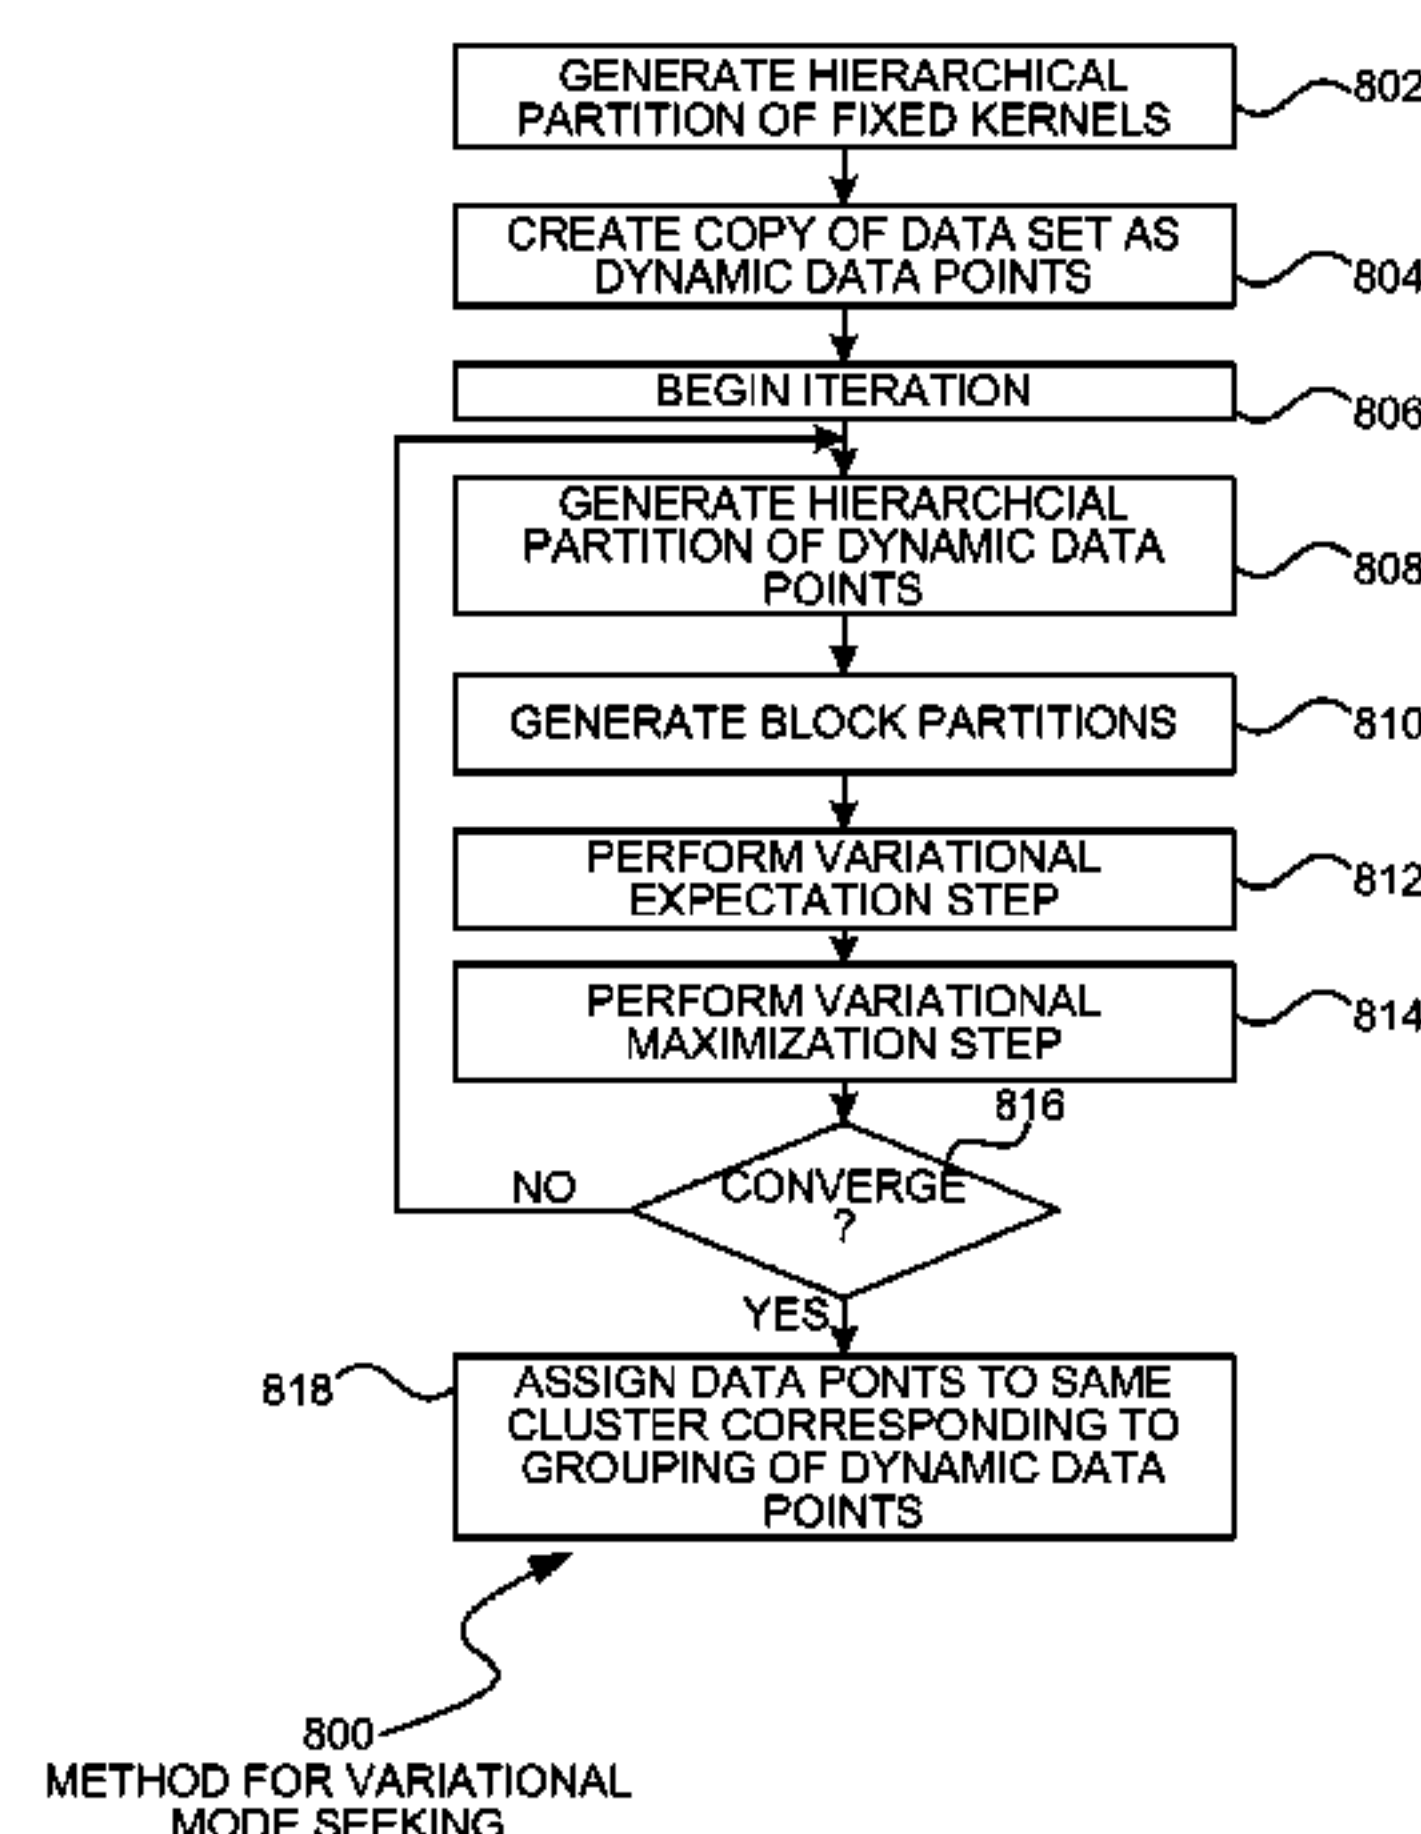 GENERATE HIERARCHICAL
PARTITION OF FIXED KERNELS
802
CREATE COPY OF DATA SET AS
DYNAMIC DATA POINTS
804
BEGIN ITERATION
806
GENERATE HIERARCHCIAL
PARTITION OF DYNAMIC DATA
POINTS
808
GENERATE BLOCK PARTITIONS
810
PERFORM VARIATIONAL
EXPECTATION STEP
812
PERFORM VARIATIONAL
MAXIMIZATION STEP
814
816
CONVERGE
?
NO
YES
818
ASSIGN DATA PONTS TO SAME
CLUSTER CORRESPONDING TO
GROUPING OF DYNAMIC DATA
POINTS
800
METHOD FOR VARIATIONAL
MODE SEEKING